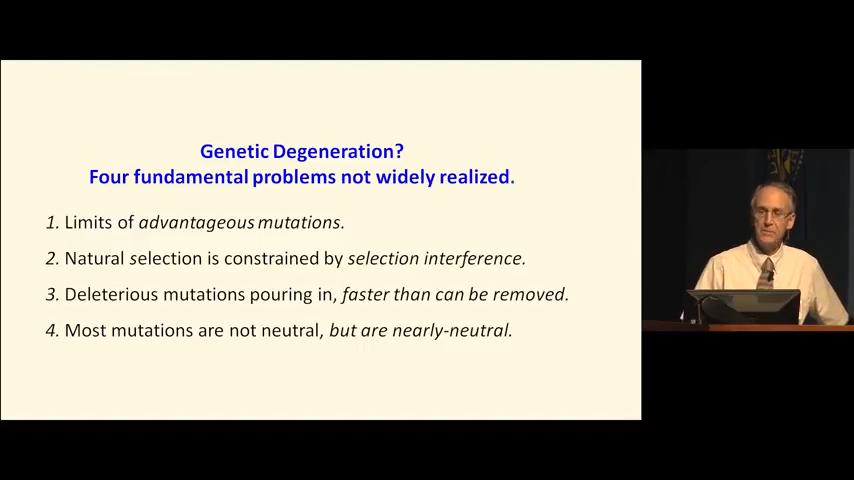 Genetic Degeneration?
Four fundamental problems not widely realized.
1. Limits of advantageous mutations.
2. Natural selection is constrained by selection interference.
3. Deleterious mutations pouring in, faster than can be removed.
4. Most mutations are not neutral, but are nearly-neutral.